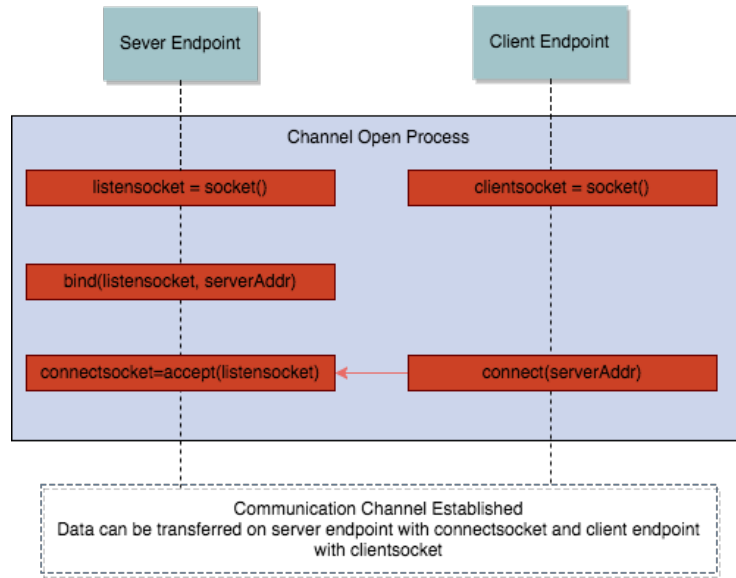 Sever Endpoint
Client Endpoint
Channel Open Process
listensocket = socket()
clientsocket = socket()
bind(listensocket, serverAddr)
connectsocket=accept(listensocket)
connect(serverAddr)
Communication Channel Established
Data can be transferred on server endpoint with connectsocket and client endpoint
with clientsocket